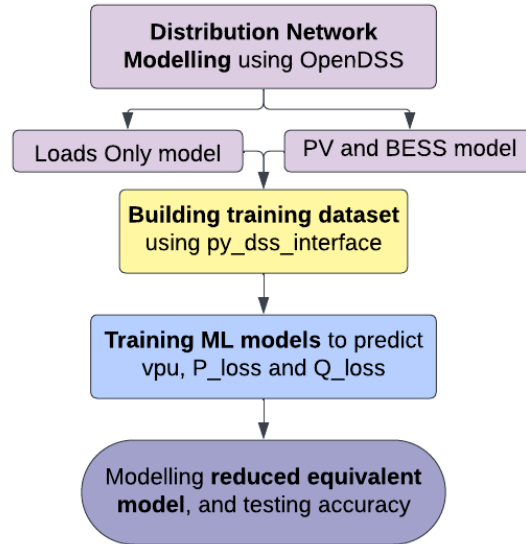 Distribution Network
Modelling using OpenDSS
Loads Only model
PV and BESS model
Building training dataset
using py_dss_interface
Training ML models to predict
vpu, P_loss and Q_loss
Modelling reduced equivalent
model, and testing accuracy